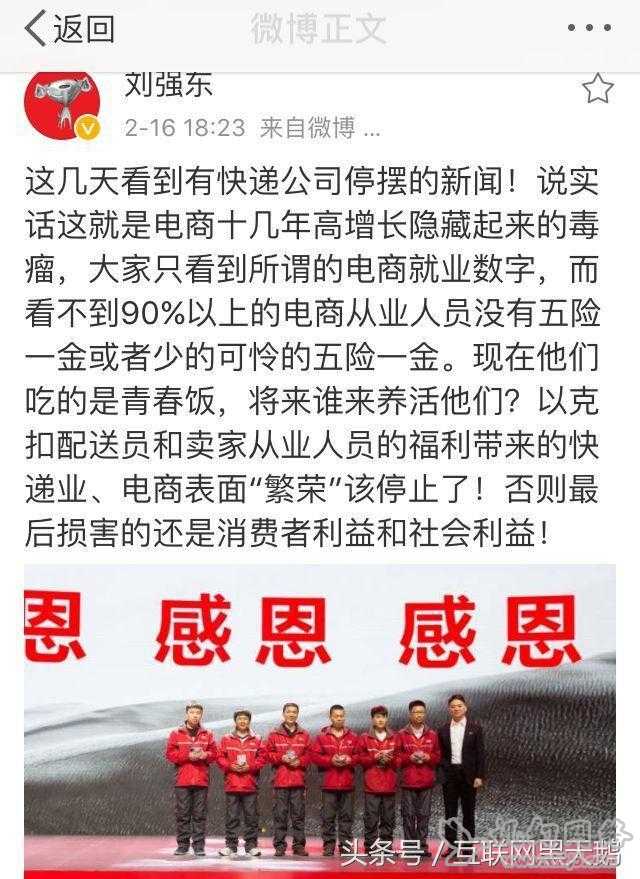 返回
微博正文
刘强东
2-16 18:23 来自微博 ...
这几天看到有快递公司停摆的新闻！说实
话这就是电商十几年高增长隐藏起来的毒
瘤，大家只看到所谓的电商就业数字，而
看不到90%以上的电商从业人员没有五险
一金或者少的可怜的五险一金。现在他们
吃的是青春饭，将来谁来养活他们？以克
扣配送员和卖家从业人员的福利带来的快
递业、电商表面“繁荣”该停止了！否则最
后损害的还是消费者利益和社会利益！
恩 感恩 感恩
头条号/互联网黑天鹅